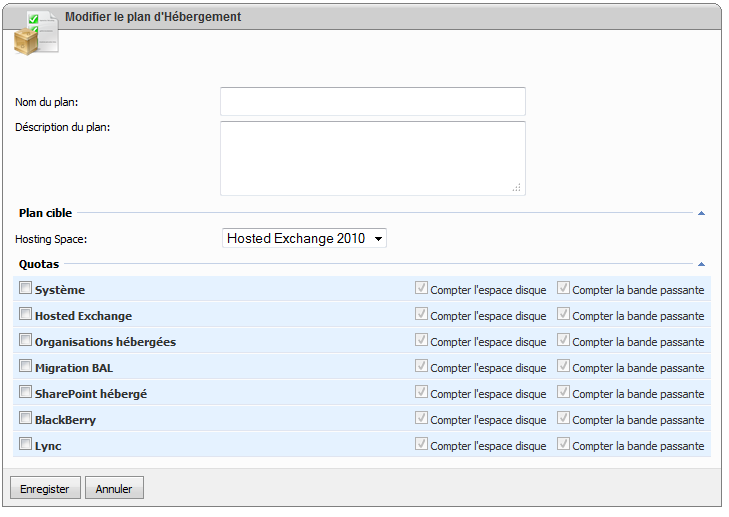 Modifier le plan d'Hébergement
Nom du plan:
Déscription du plan:
Plan cible
Hosting Space: Hosted Exchange 2010
Quotas
Système Compter l'espace disque Compter la bande passante
Hosted Exchange Compter l'espace disque Compter la bande passante
Organisations hébergées Compter l'espace disque Compter la bande passante
Migration BAL Compter l'espace disque Compter la bande passante
SharePoint hébergé Compter l'espace disque Compter la bande passante
BlackBerry Compter l'espace disque Compter la bande passante
Lync Compter l'espace disque Compter la bande passante
Enregister Annuler